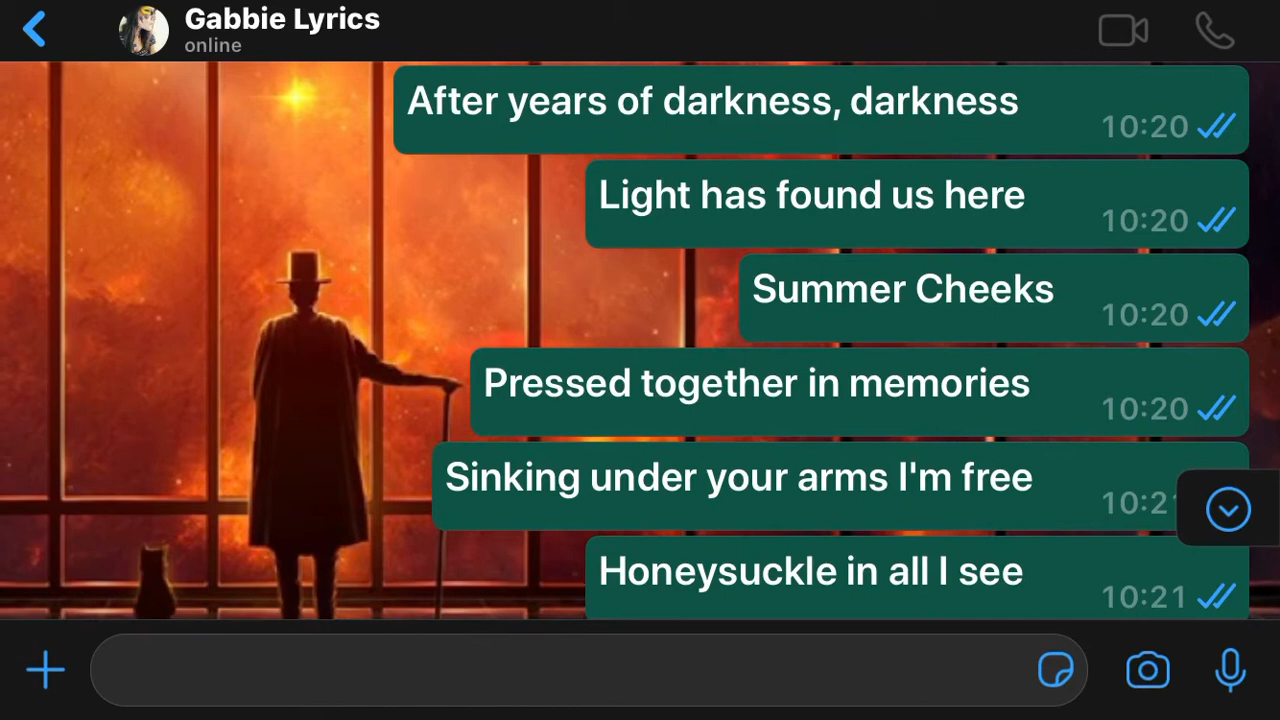 Gabbie Lyrics
online
After years of darkness, darkness
10:20
Light has found us here
10:20
Summer Cheeks
10:20
Pressed together in memories
10:20
Sinking under your arms I'm free
10:21
Honeysuckle in all I see
10:21